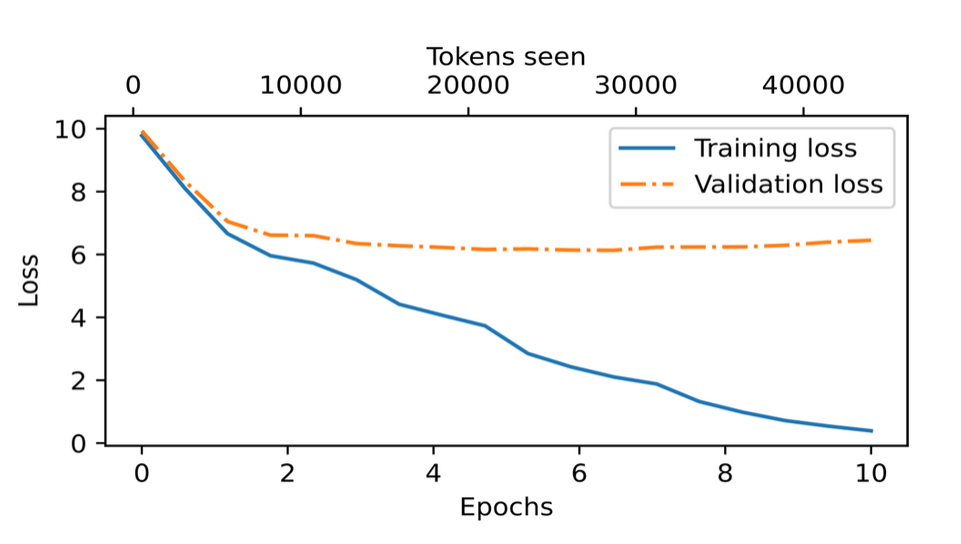 Tokens seen
0 10000 20000 30000 40000
10
8
6
4
2
0
Loss
Training loss
Validation loss
0 2 4 6 8 10
Epochs